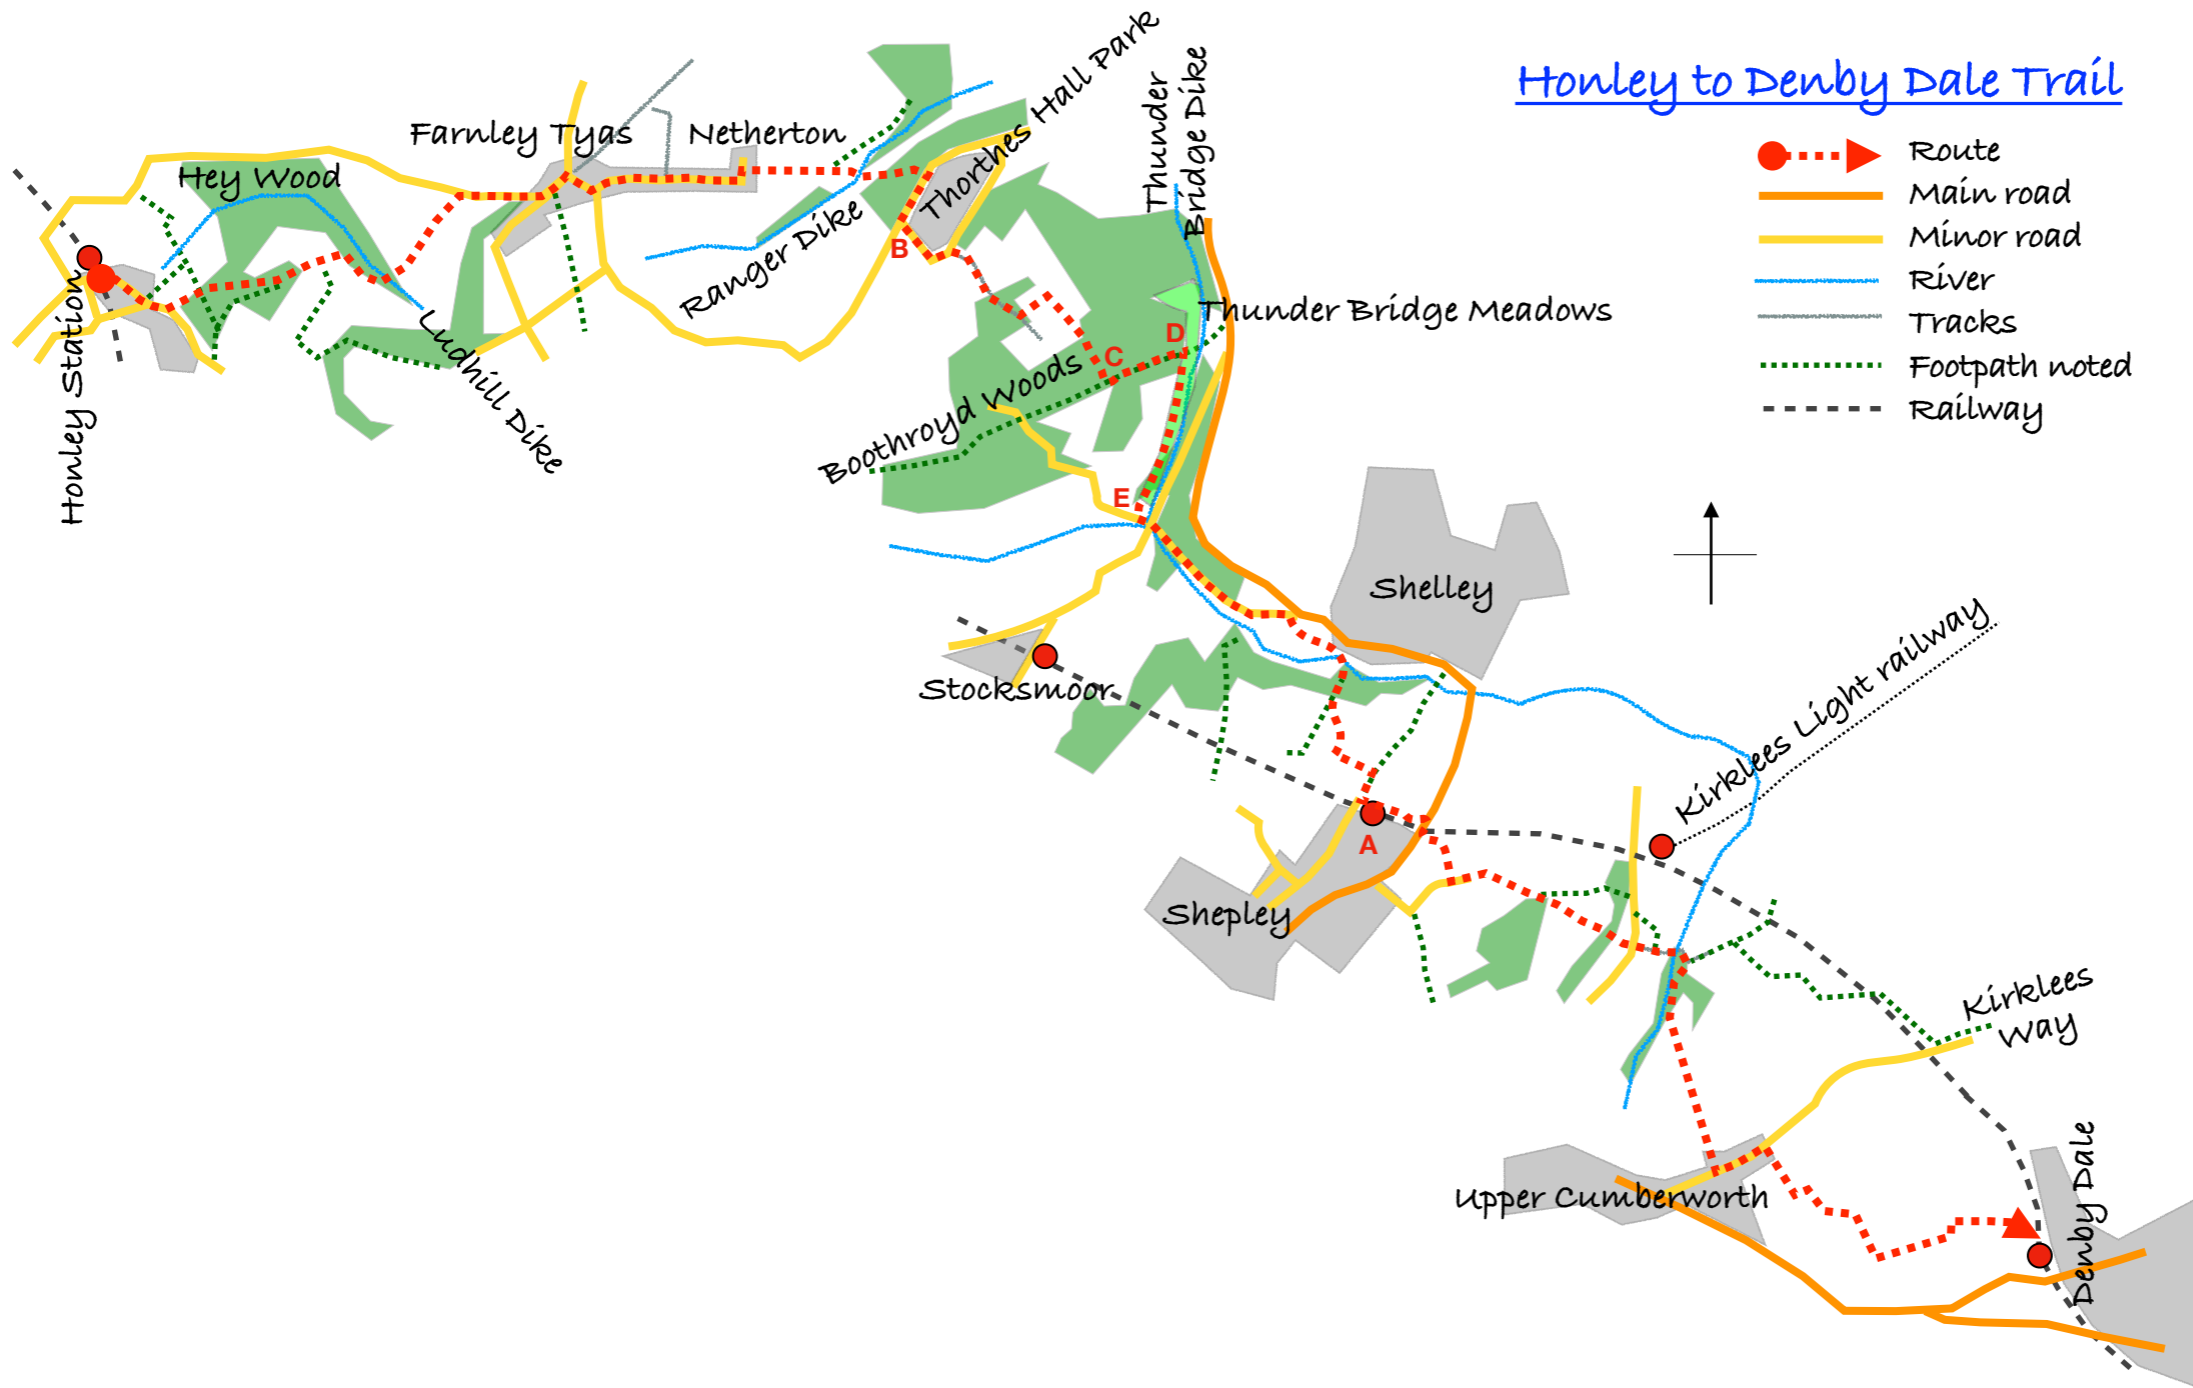 Honley to Denby Dale Trail
Route
Main road
Minor road
River
Tracks
Footpath noted
Railway
Farnley Tyas
Netherton
Hey Wood
Thorthes Hall Park
Thunder
Bridge Dike
Ranger Dike
B
Honley Station
Ludhill Dike
Thunder Bridge Meadows
D
C
Boothroyd Woods
E
Shelley
Stocksmoor
Kirklees Light railway
A
Shepley
Kirklees
Way
Upper Cumberworth
Denby Dale